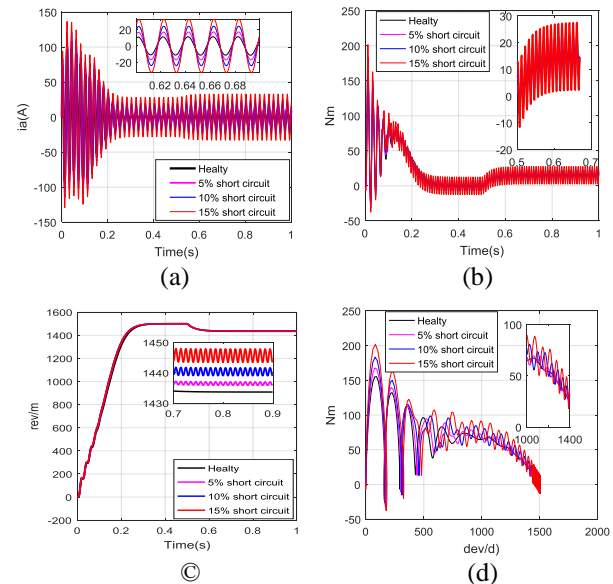 (a)
150
100
50
0
-50
-100
-150
ia(A)
20
0
-20
0.62 0.64 0.66 0.68
Healty
5% short circuit
10% short circuit
15% short circuit
0 0.2 0.4 0.6 0.8 1
Time(s)
(a)
(b)
250
200
150
100
50
0
-50
Nm
Healty
5% short circuit
10% short circuit
15% short circuit
30
20
10
0
-10
-20
0.5 0.6 0.7
0 0.2 0.4 0.6 0.8 1
Time(s)
(b)
1600
1400
1200
1000
800
600
400
200
0
-200
rev/m
1450
1440
1430
0.7 0.8 0.9
Healty
5% short circuit
10% short circuit
15% short circuit
0 0.2 0.4 0.6 0.8 1
Time(s)
©
250
200
150
100
50
0
-50
Nm
Healty
5% short circuit
10% short circuit
15% short circuit
100
50
0
1000 1400
0 500 1000 1500 2000
dev/d)
(d)